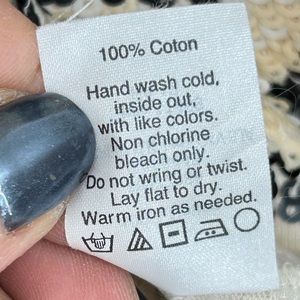 100% Coton
Hand wash cold,
inside out,
with like colors.
Non chlorine
bleach only.
Do not wring or twist.
Lay flat to dry.
Warm iron as needed.